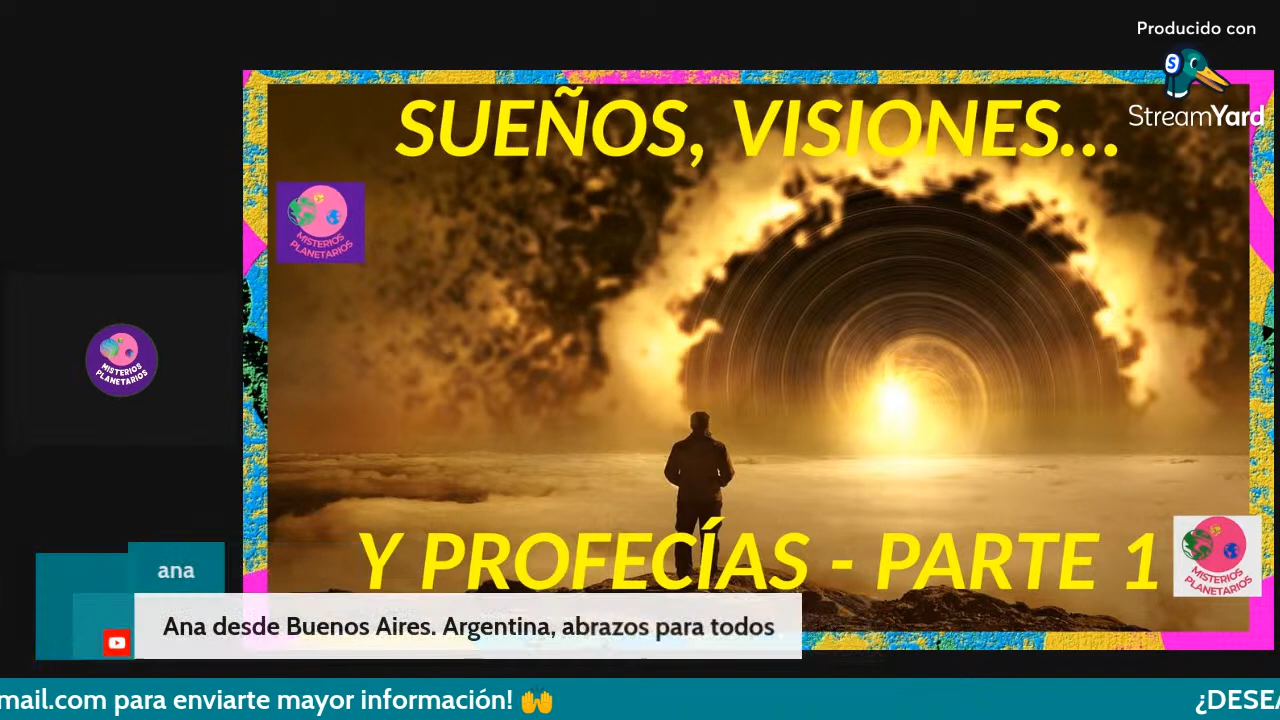 Producido con
StreamYard
SUEÑOS, VISIONES...
MISTERIOS
PLANETARIOS
MISTERIOS
PLANETARIOS
Y PROFECÍAS - PARTE 1
MISTERIOS
PLANETARIOS
ana
Ana desde Buenos Aires. Argentina, abrazos para todos
mail.com para enviarte mayor información! 🙌
¿DESEA